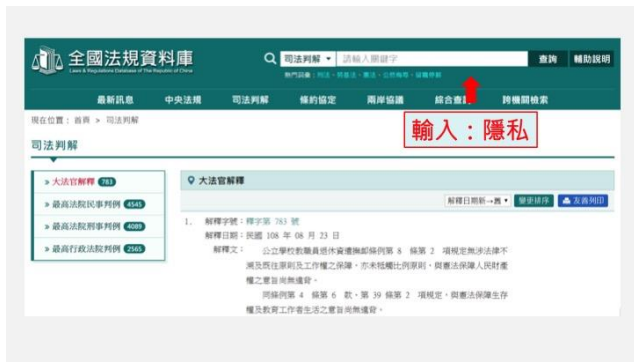 全國法規資料庫
Laws & Regulations Database of The Republic of China
司法判解 請輸入關鍵字 查詢 輔助說明
熱門詞彙：民法、
最新訊息 中央法規 司法判解 條約協定 兩岸協議 綜合查詢 跨機關檢索
現在位置： 首頁 > 司法判解
輸入：隱私
司法判解
» 大法官解釋 783
» 最高法院民事判例 4545
» 最高法院刑事判例 4089
» 最高行政法院判例 2565
大法官解釋
解釋日期新→舊 變更排序 友善列印
1. 解釋字號：釋字第 783 號
解釋日期：民國 108 年 08 月 23 日
解釋文： 公立學校教職員退休資遣撫卹條例第 8 條第 2 項規定無涉法律不
溯及既往原則及工作權之保障，亦未牴觸比例原則，與憲法保障人民財產
權之意旨尚無違背。
同條例第 4 條第 6 款、第 39 條第 2 項規定，與憲法保障生存
權及教育工作者生活之意旨尚無違背。